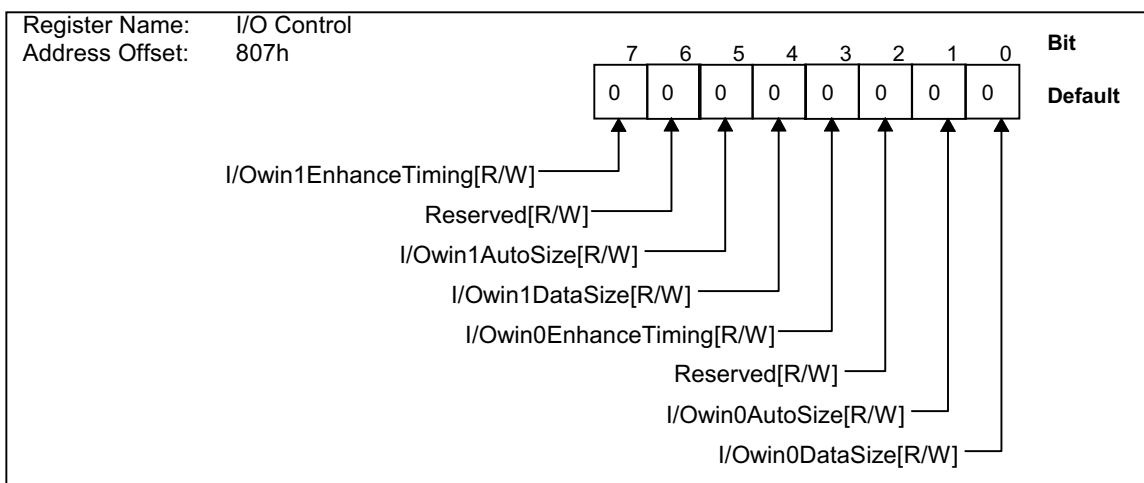 Register Name: I/O Control
Address Offset: 807h
7 6 5 4 3 2 1 0 Bit
0 0 0 0 0 0 0 0 Default
I/Owin1EnhanceTiming[R/W]
Reserved[R/W]
I/Owin1AutoSize[R/W]
I/Owin1DataSize[R/W]
I/Owin0EnhanceTiming[R/W]
Reserved[R/W]
I/Owin0AutoSize[R/W]
I/Owin0DataSize[R/W]